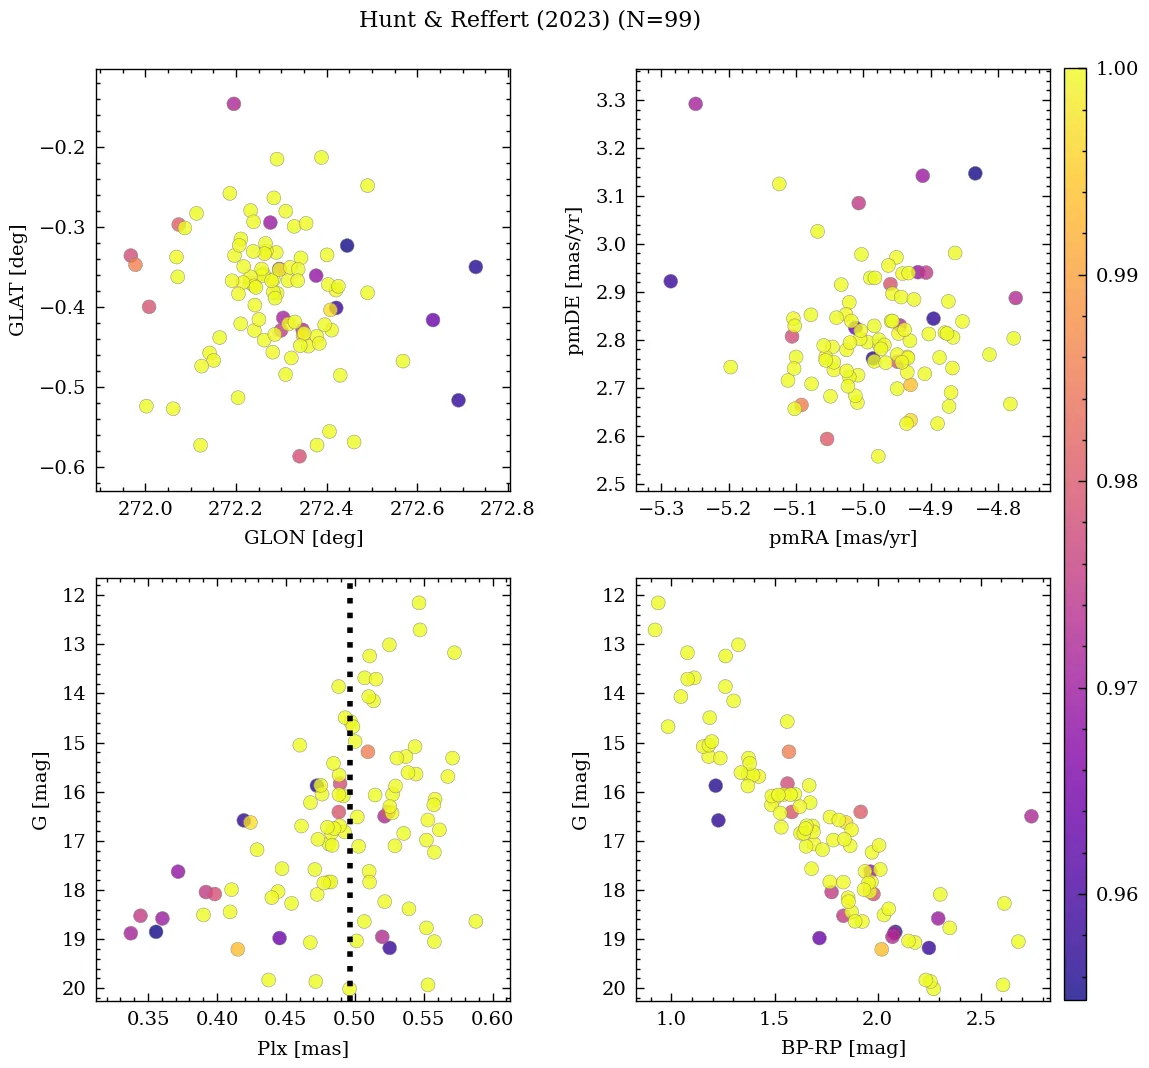 Hunt & Reffert (2023) (N=99)
GLAT [deg]
−0.2
−0.3
−0.4
−0.5
−0.6
272.0 272.2 272.4 272.6 272.8
GLON [deg]
pmDE [mas/yr]
3.3
3.2
3.1
3.0
2.9
2.8
2.7
2.6
2.5
−5.3 −5.2 −5.1 −5.0 −4.9 −4.8
pmRA [mas/yr]
G [mag]
12
13
14
15
16
17
18
19
20
0.35 0.40 0.45 0.50 0.55 0.60
Plx [mas]
G [mag]
12
13
14
15
16
17
18
19
20
1.0 1.5 2.0 2.5
BP-RP [mag]
1.00
0.99
0.98
0.97
0.96